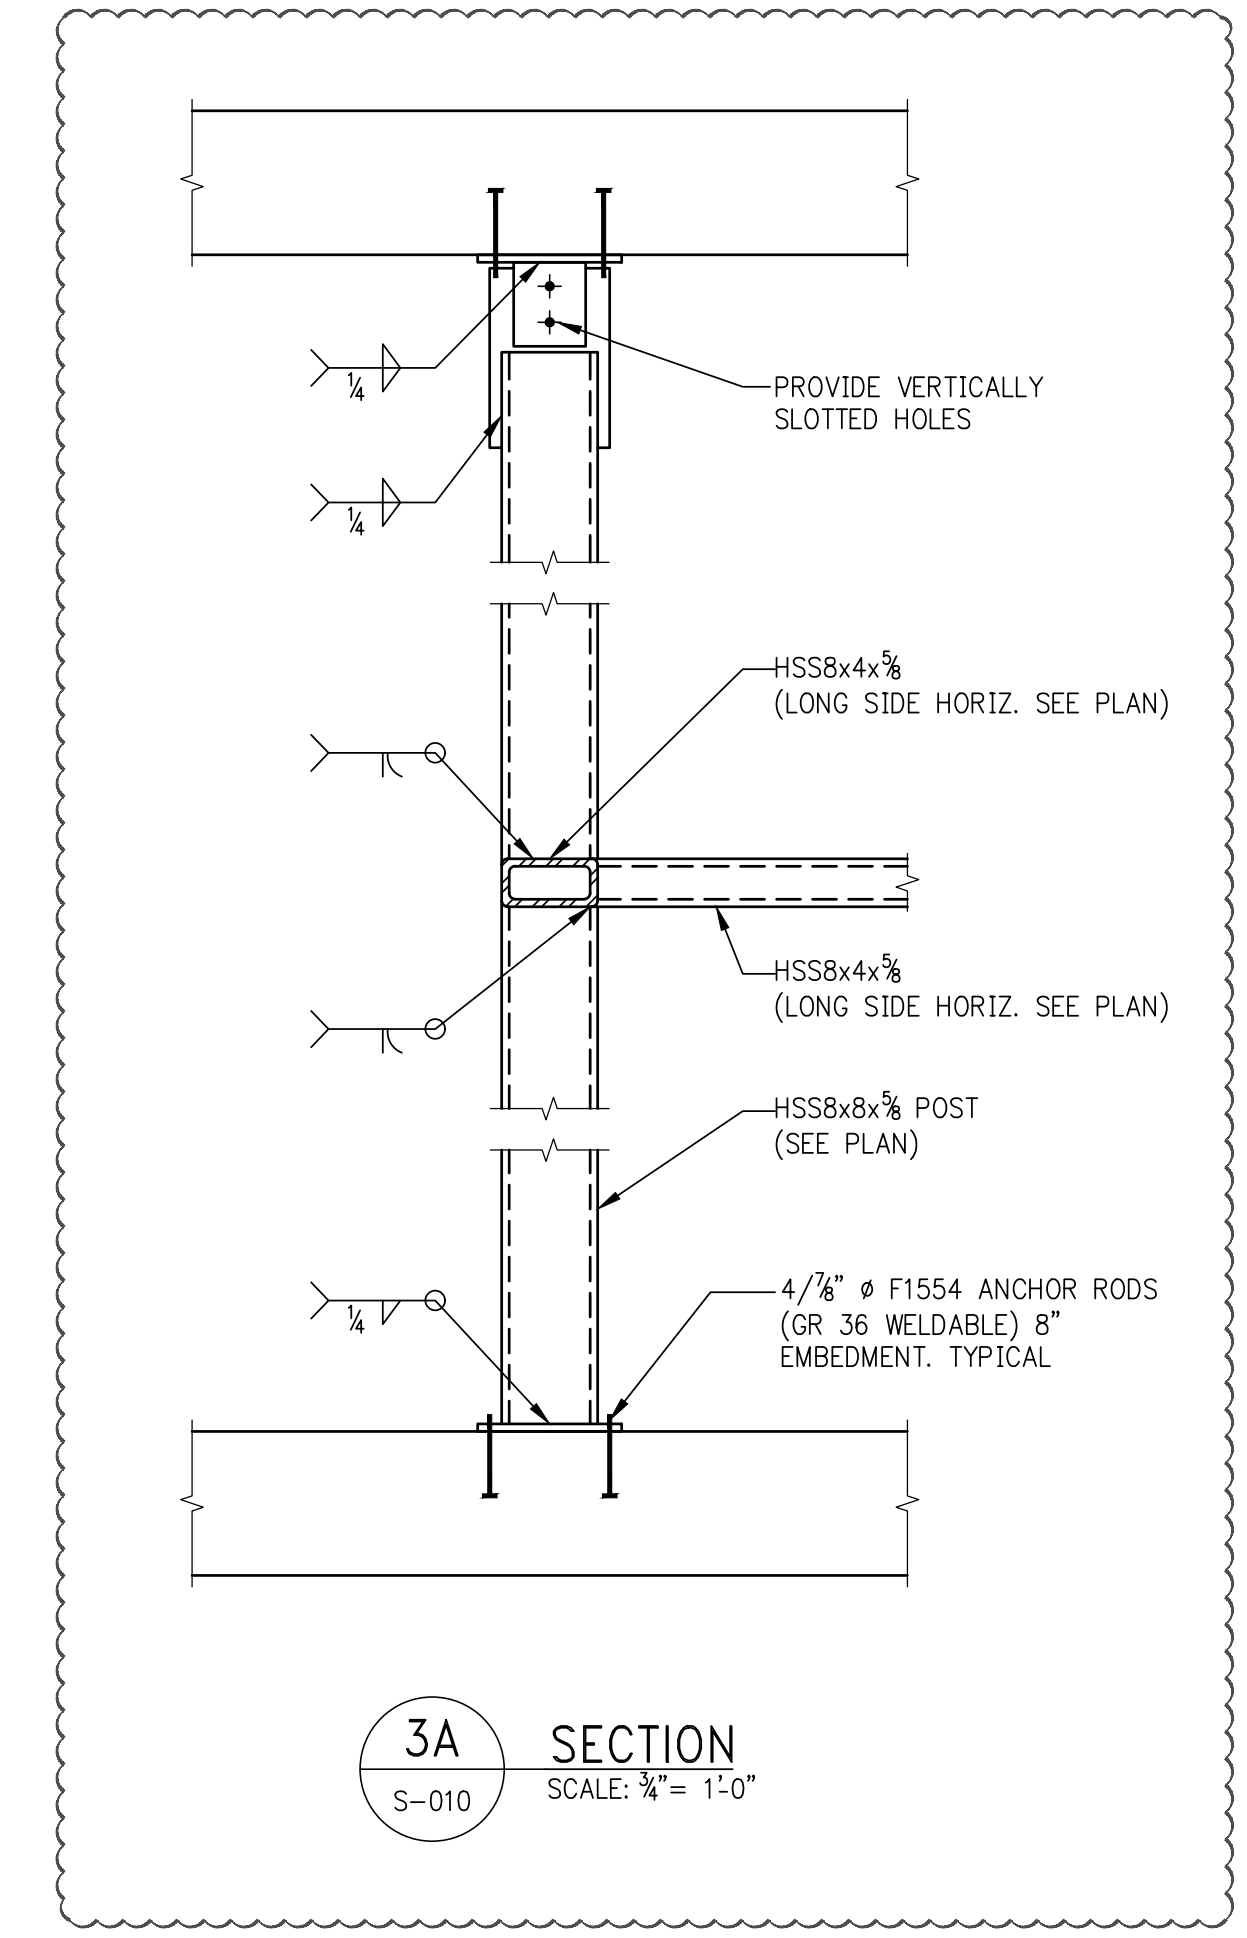 1/4
PROVIDE VERTICALLY
SLOTTED HOLES
1/4
HSS8x4x5/8
(LONG SIDE HORIZ. SEE PLAN)
HSS8x4x5/8
(LONG SIDE HORIZ. SEE PLAN)
HSS8x8x5/8 POST
(SEE PLAN)
4/7/8" ø F1554 ANCHOR RODS
(GR 36 WELDABLE) 8"
EMBEDMENT. TYPICAL
1/4
3A
S-010
SECTION
SCALE: 3/4"= 1'-0"